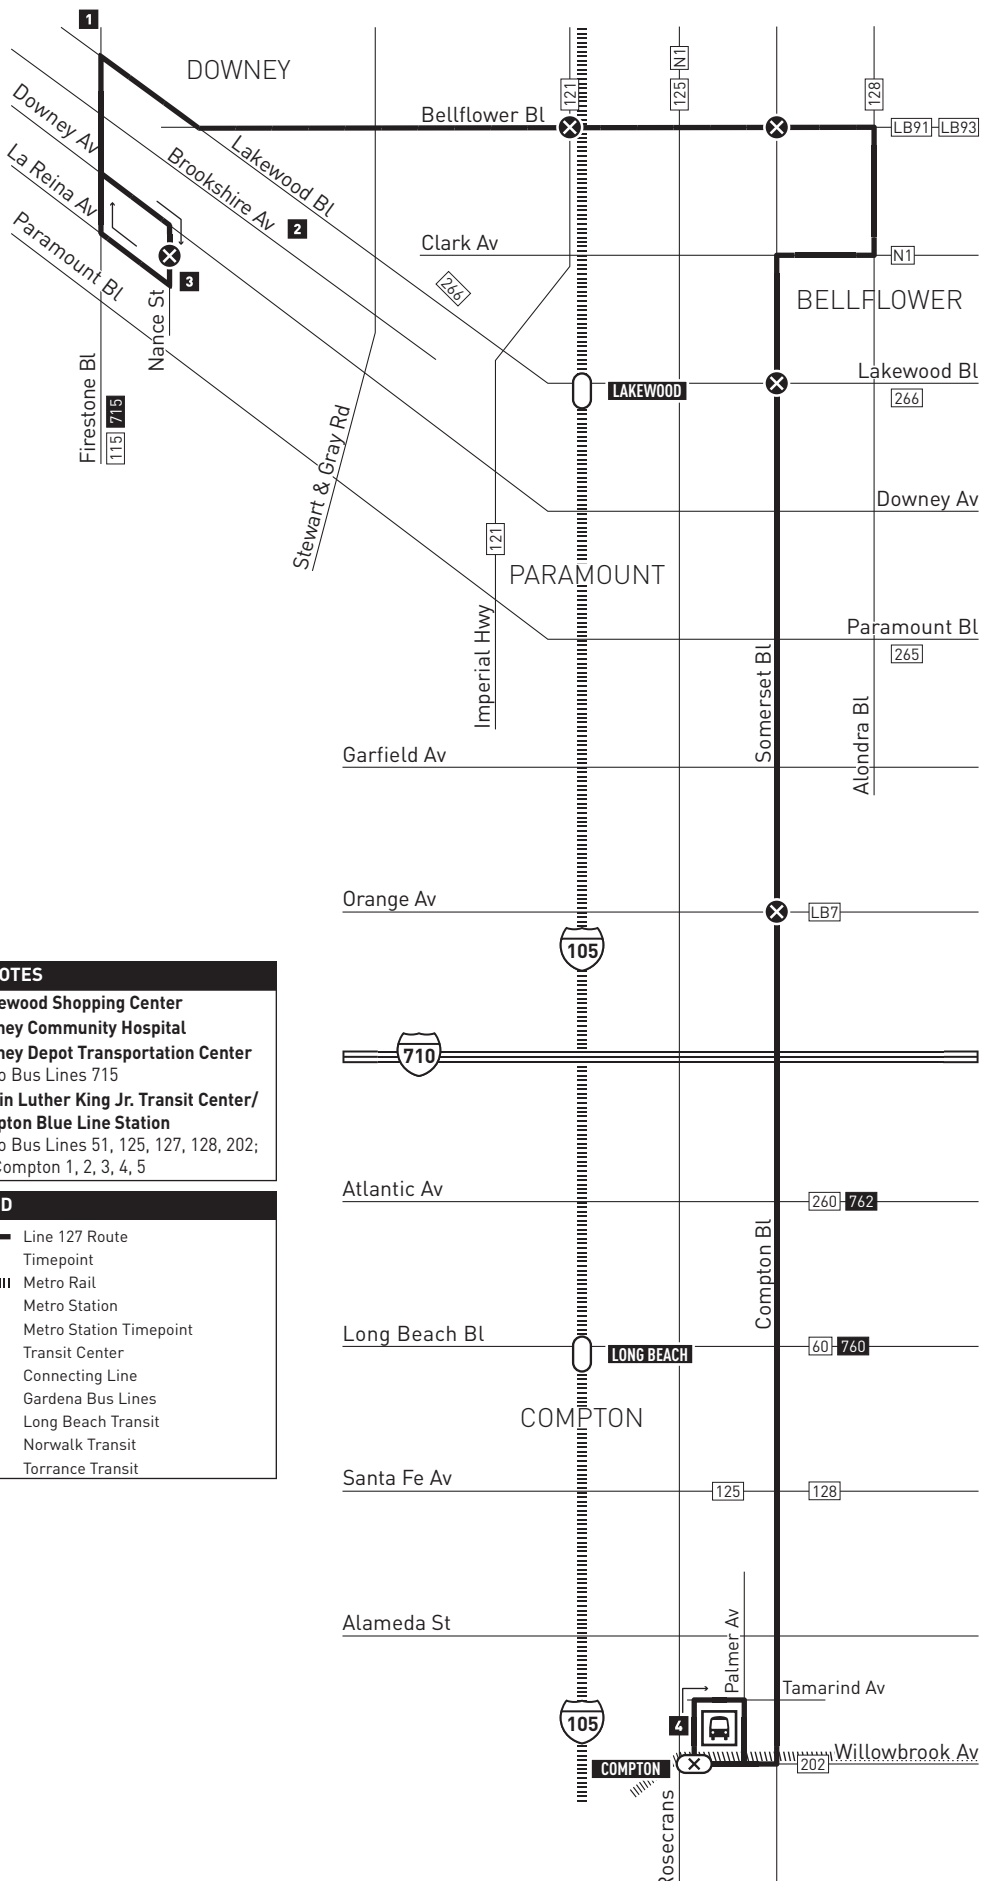 1
DOWNEY
121
125
N1
128
Bellflower Bl
LB91
LB93
Downey Av
La Reina Av
Paramount Bl
Brookshire Av
Lakewood Bl
2
Clark Av
N1
3
266
BELLFLOWER
Nance St
Firestone Bl
115
715
Stewart & Gray Rd
LAKEWOOD
Lakewood Bl
266
Downey Av
121
PARAMOUNT
Imperial Hwy
Paramount Bl
265
Somerset Bl
Alondra Bl
Garfield Av
Orange Av
LB7
105
710
Atlantic Av
260
762
Compton Bl
Long Beach Bl
LONG BEACH
60
760
COMPTON
Santa Fe Av
125
128
Alameda St
Palmer Av
Tamarind Av
105
4
COMPTON
Willowbrook Av
202
Rosecrans
OTES
ewood Shopping Center
ney Community Hospital
ney Depot Transportation Center
o Bus Lines 715
in Luther King Jr. Transit Center/
pton Blue Line Station
o Bus Lines 51, 125, 127, 128, 202;
Compton 1, 2, 3, 4, 5
D
Line 127 Route
Timepoint
Metro Rail
Metro Station
Metro Station Timepoint
Transit Center
Connecting Line
Gardena Bus Lines
Long Beach Transit
Norwalk Transit
Torrance Transit